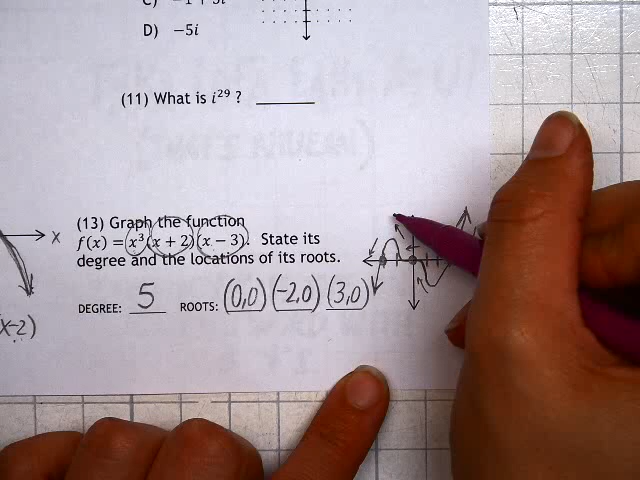 D) −5i
(11) What is i²⁹ ? ______
(13) Graph the function
f(x) = x³(x + 2)(x − 3). State its
degree and the locations of its roots.
DEGREE: 5 ROOTS: (0,0) (-2,0) (3,0)
X
x-2)